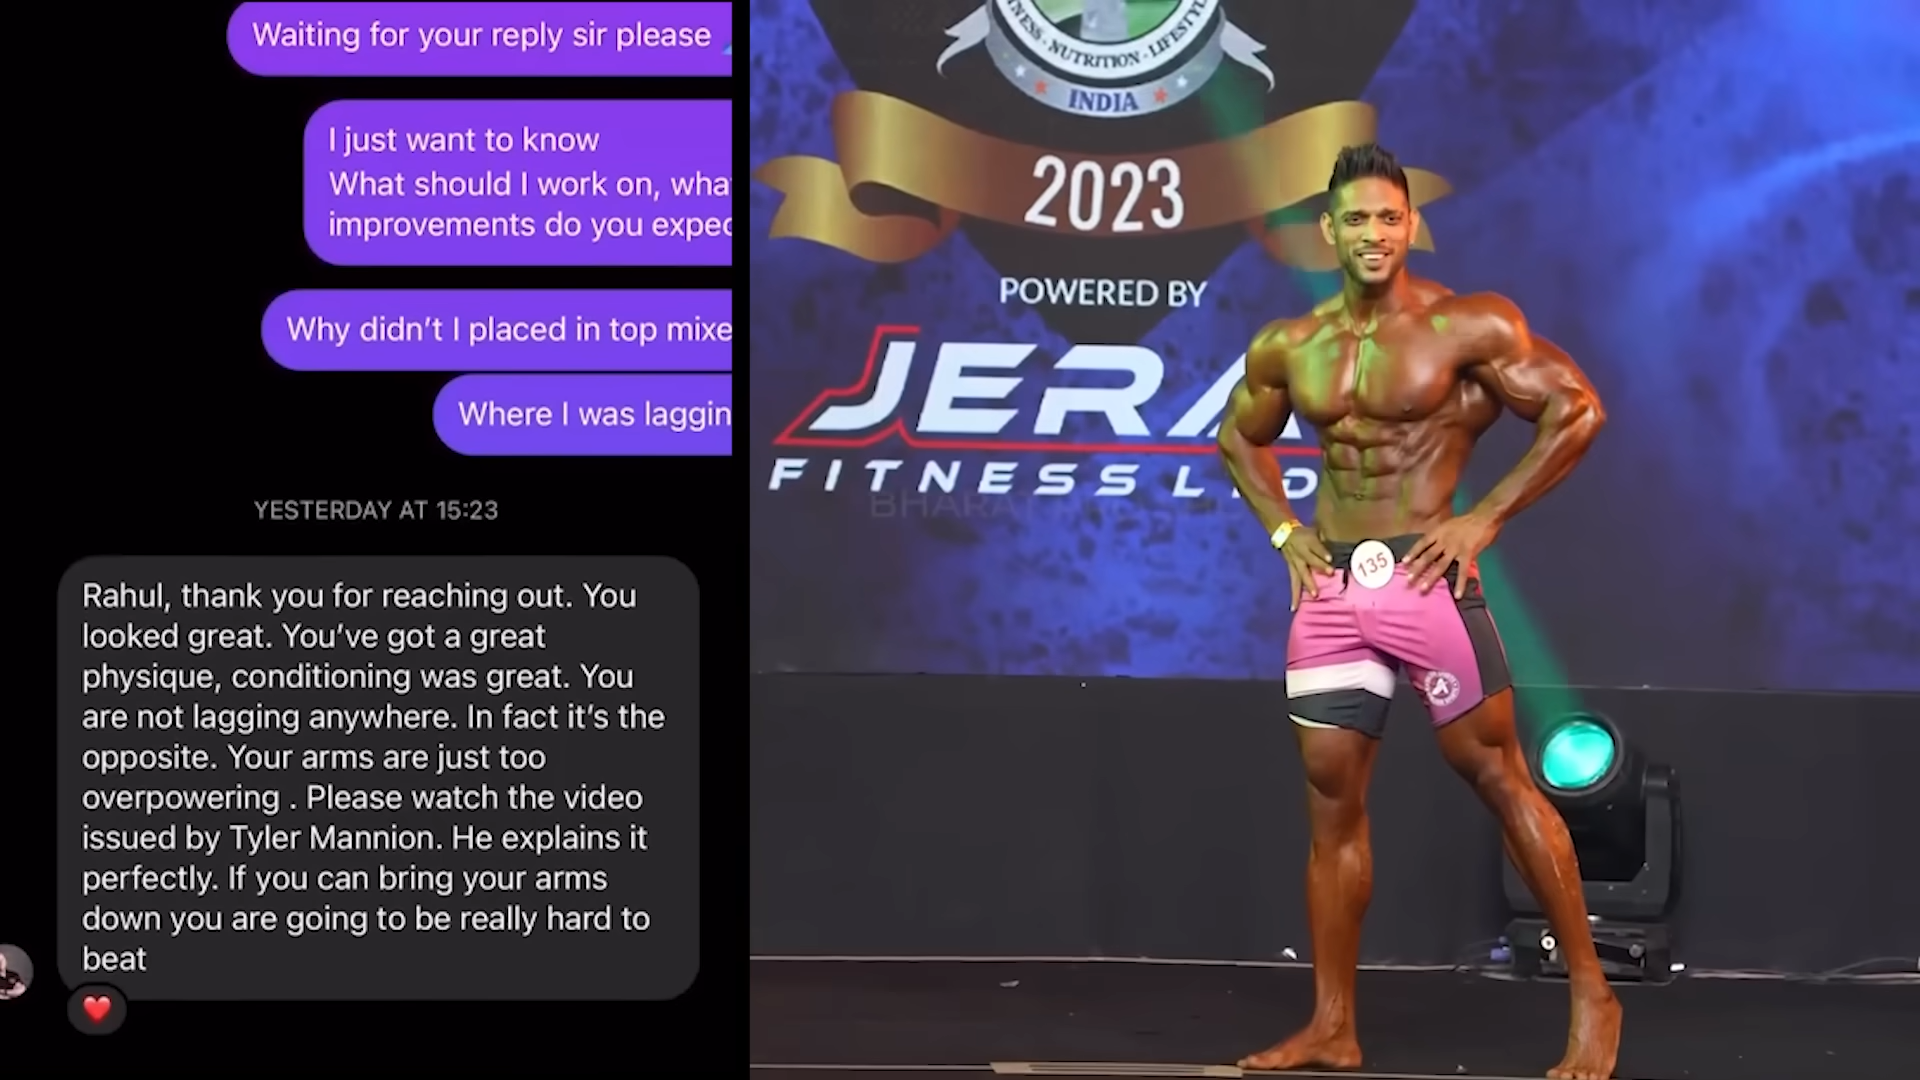 Waiting for your reply sir please
I just want to know
What should I work on, wha
improvements do you expec
Why didn't I placed in top mixe
Where I was laggin
YESTERDAY AT 15:23
Rahul, thank you for reaching out. You
looked great. You've got a great
physique, conditioning was great. You
are not lagging anywhere. In fact it's the
opposite. Your arms are just too
overpowering . Please watch the video
issued by Tyler Mannion. He explains it
perfectly. If you can bring your arms
down you are going to be really hard to
beat
NESS - NUTRITION - LIFESTYL
INDIA
2023
POWERED BY
JERA
FITNESS L D
135